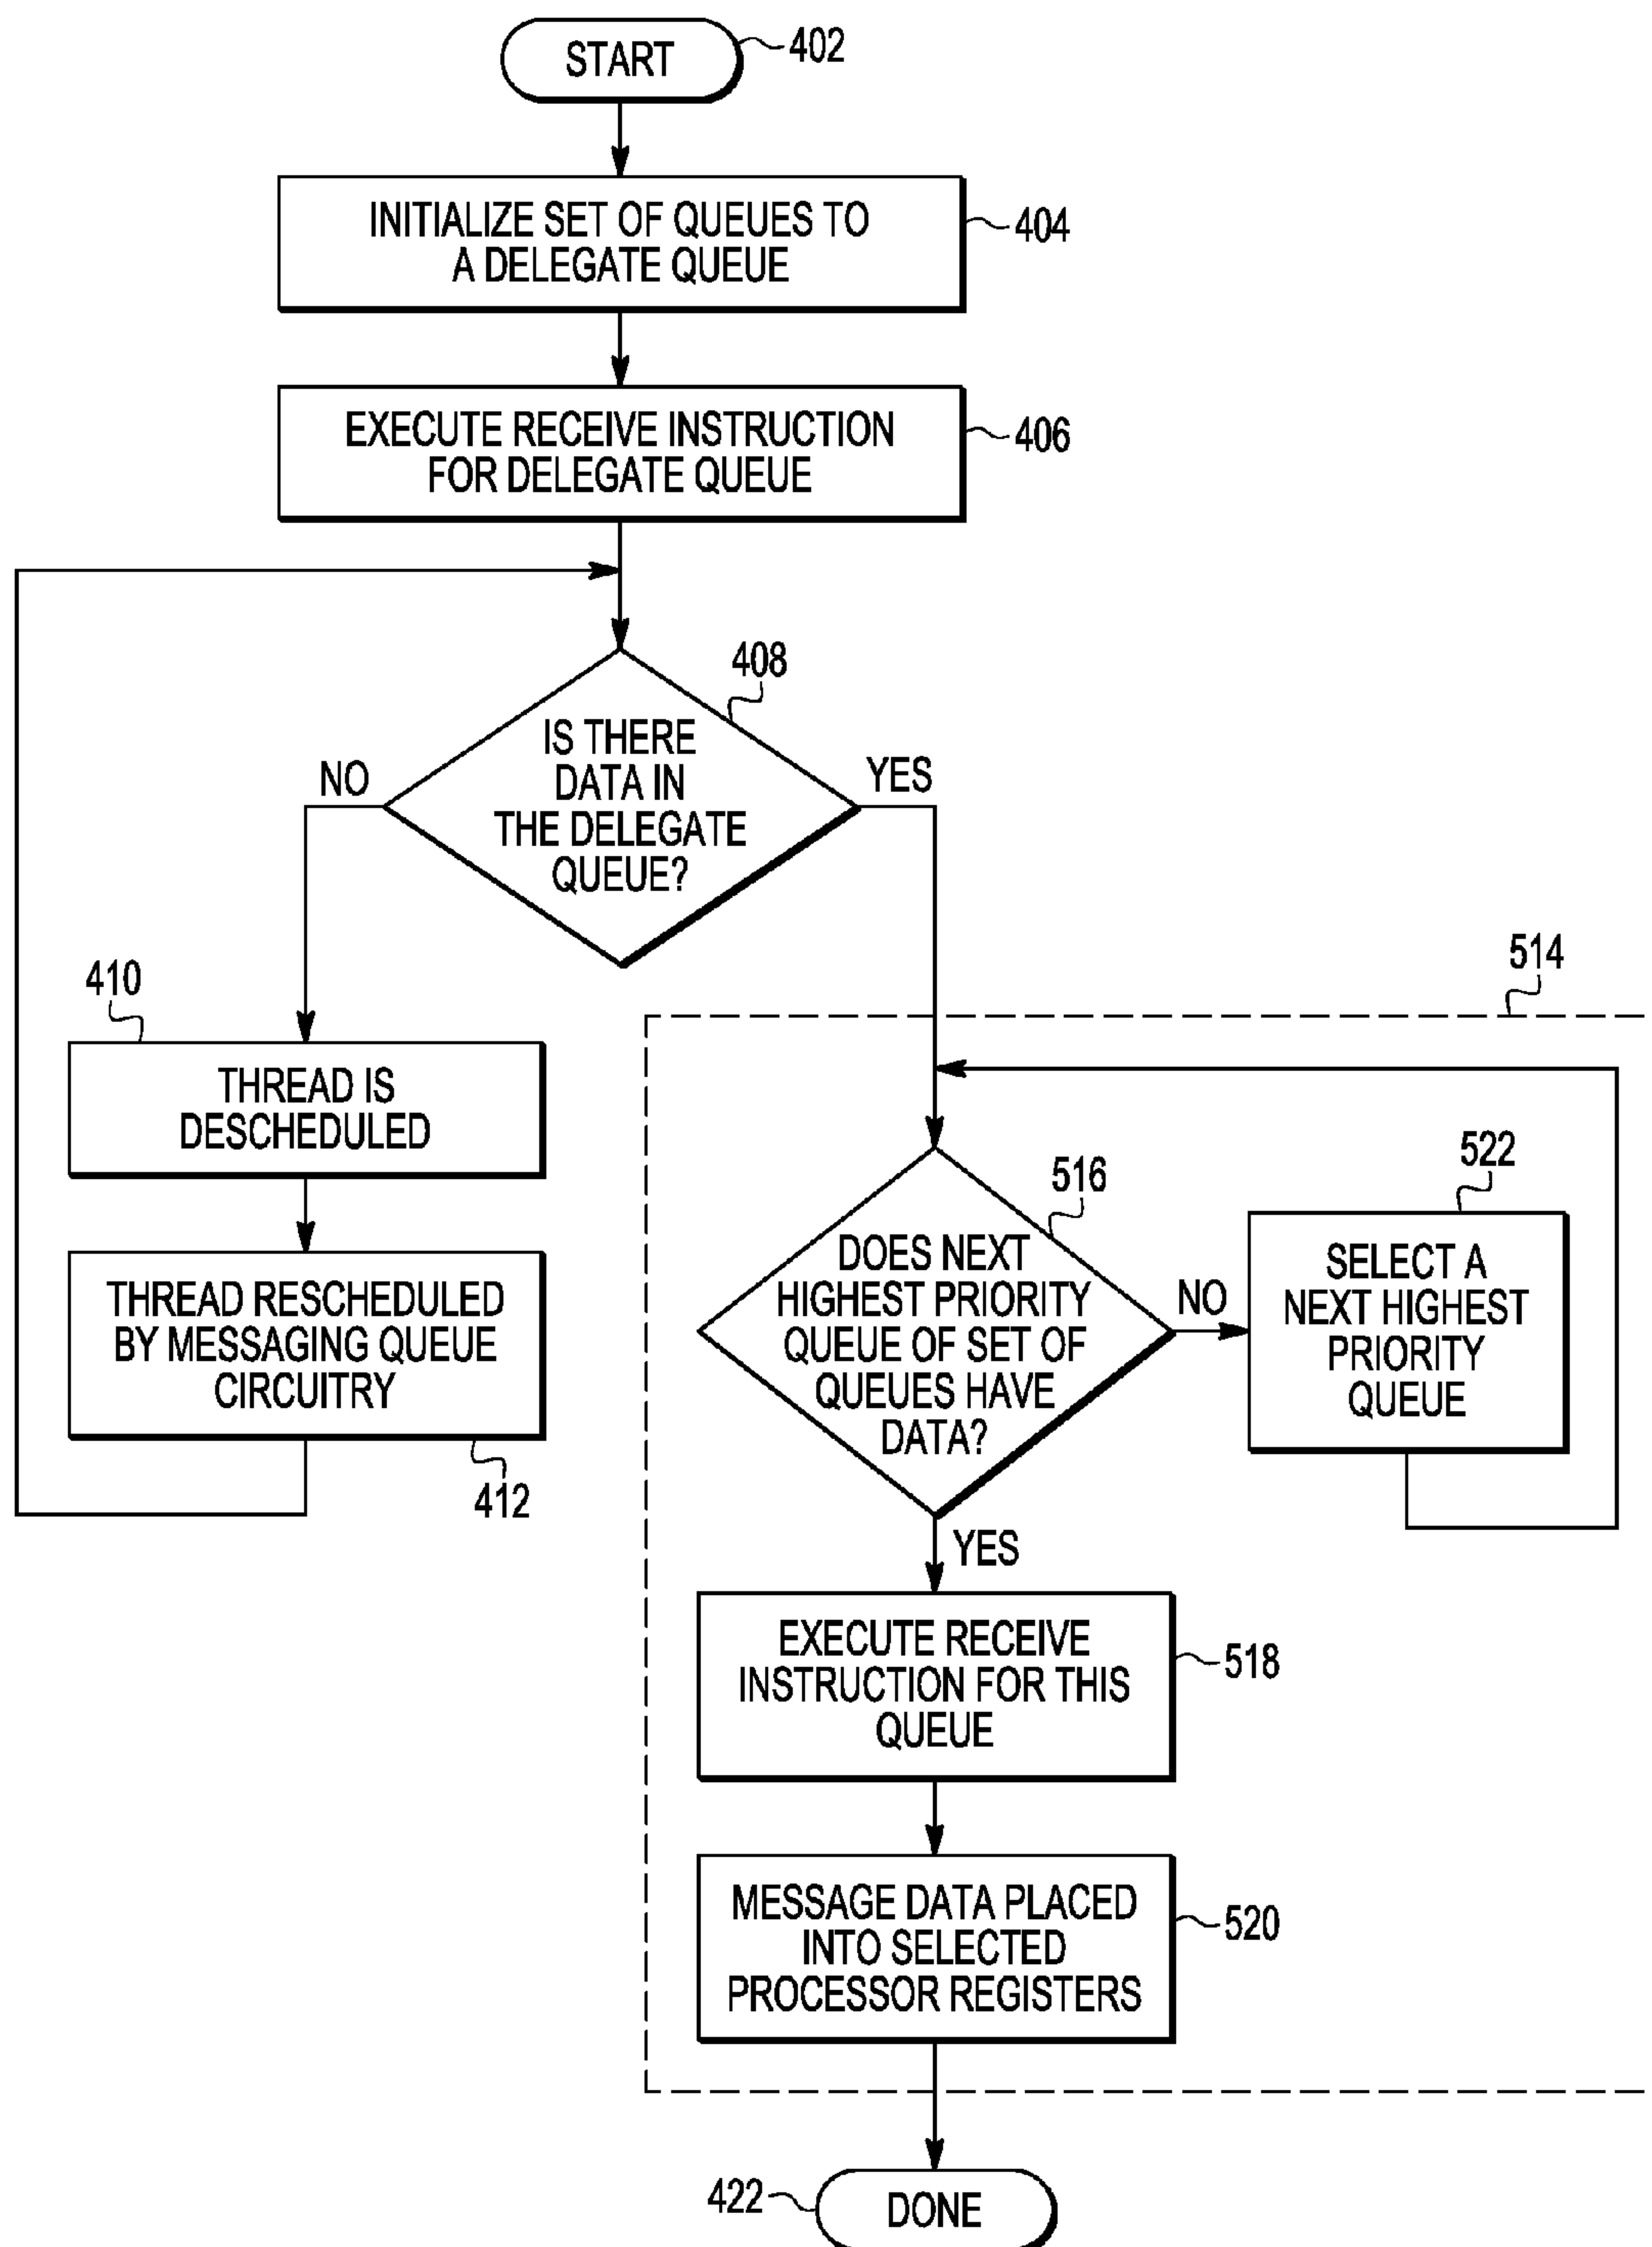 START
402
INITIALIZE SET OF QUEUES TO
A DELEGATE QUEUE
404
EXECUTE RECEIVE INSTRUCTION
FOR DELEGATE QUEUE
406
408
IS THERE
DATA IN
THE DELEGATE
QUEUE?
NO
YES
410
THREAD IS
DESCHEDULED
THREAD RESCHEDULED
BY MESSAGING QUEUE
CIRCUITRY
412
514
516
DOES NEXT
HIGHEST PRIORITY
QUEUE OF SET OF
QUEUES HAVE
DATA?
NO
522
SELECT A
NEXT HIGHEST
PRIORITY
QUEUE
YES
EXECUTE RECEIVE
INSTRUCTION FOR THIS
QUEUE
518
MESSAGE DATA PLACED
INTO SELECTED
PROCESSOR REGISTERS
520
422
DONE